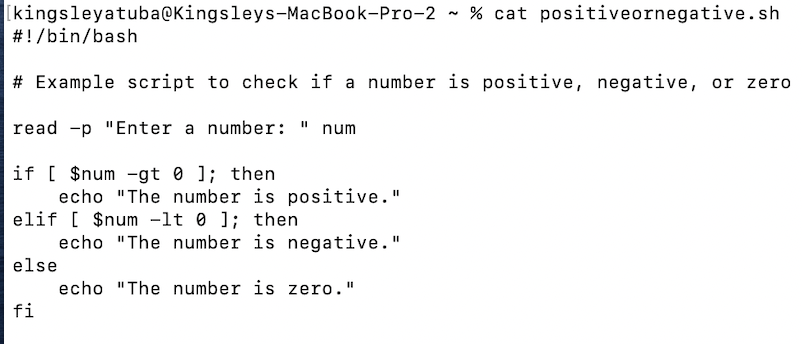 [kingsleyatuba@Kingsleys-MacBook-Pro-2 ~ % cat positiveornegative.sh
#!/bin/bash

# Example script to check if a number is positive, negative, or zero

read -p "Enter a number: " num

if [ $num -gt 0 ]; then
    echo "The number is positive."
elif [ $num -lt 0 ]; then
    echo "The number is negative."
else
    echo "The number is zero."
fi